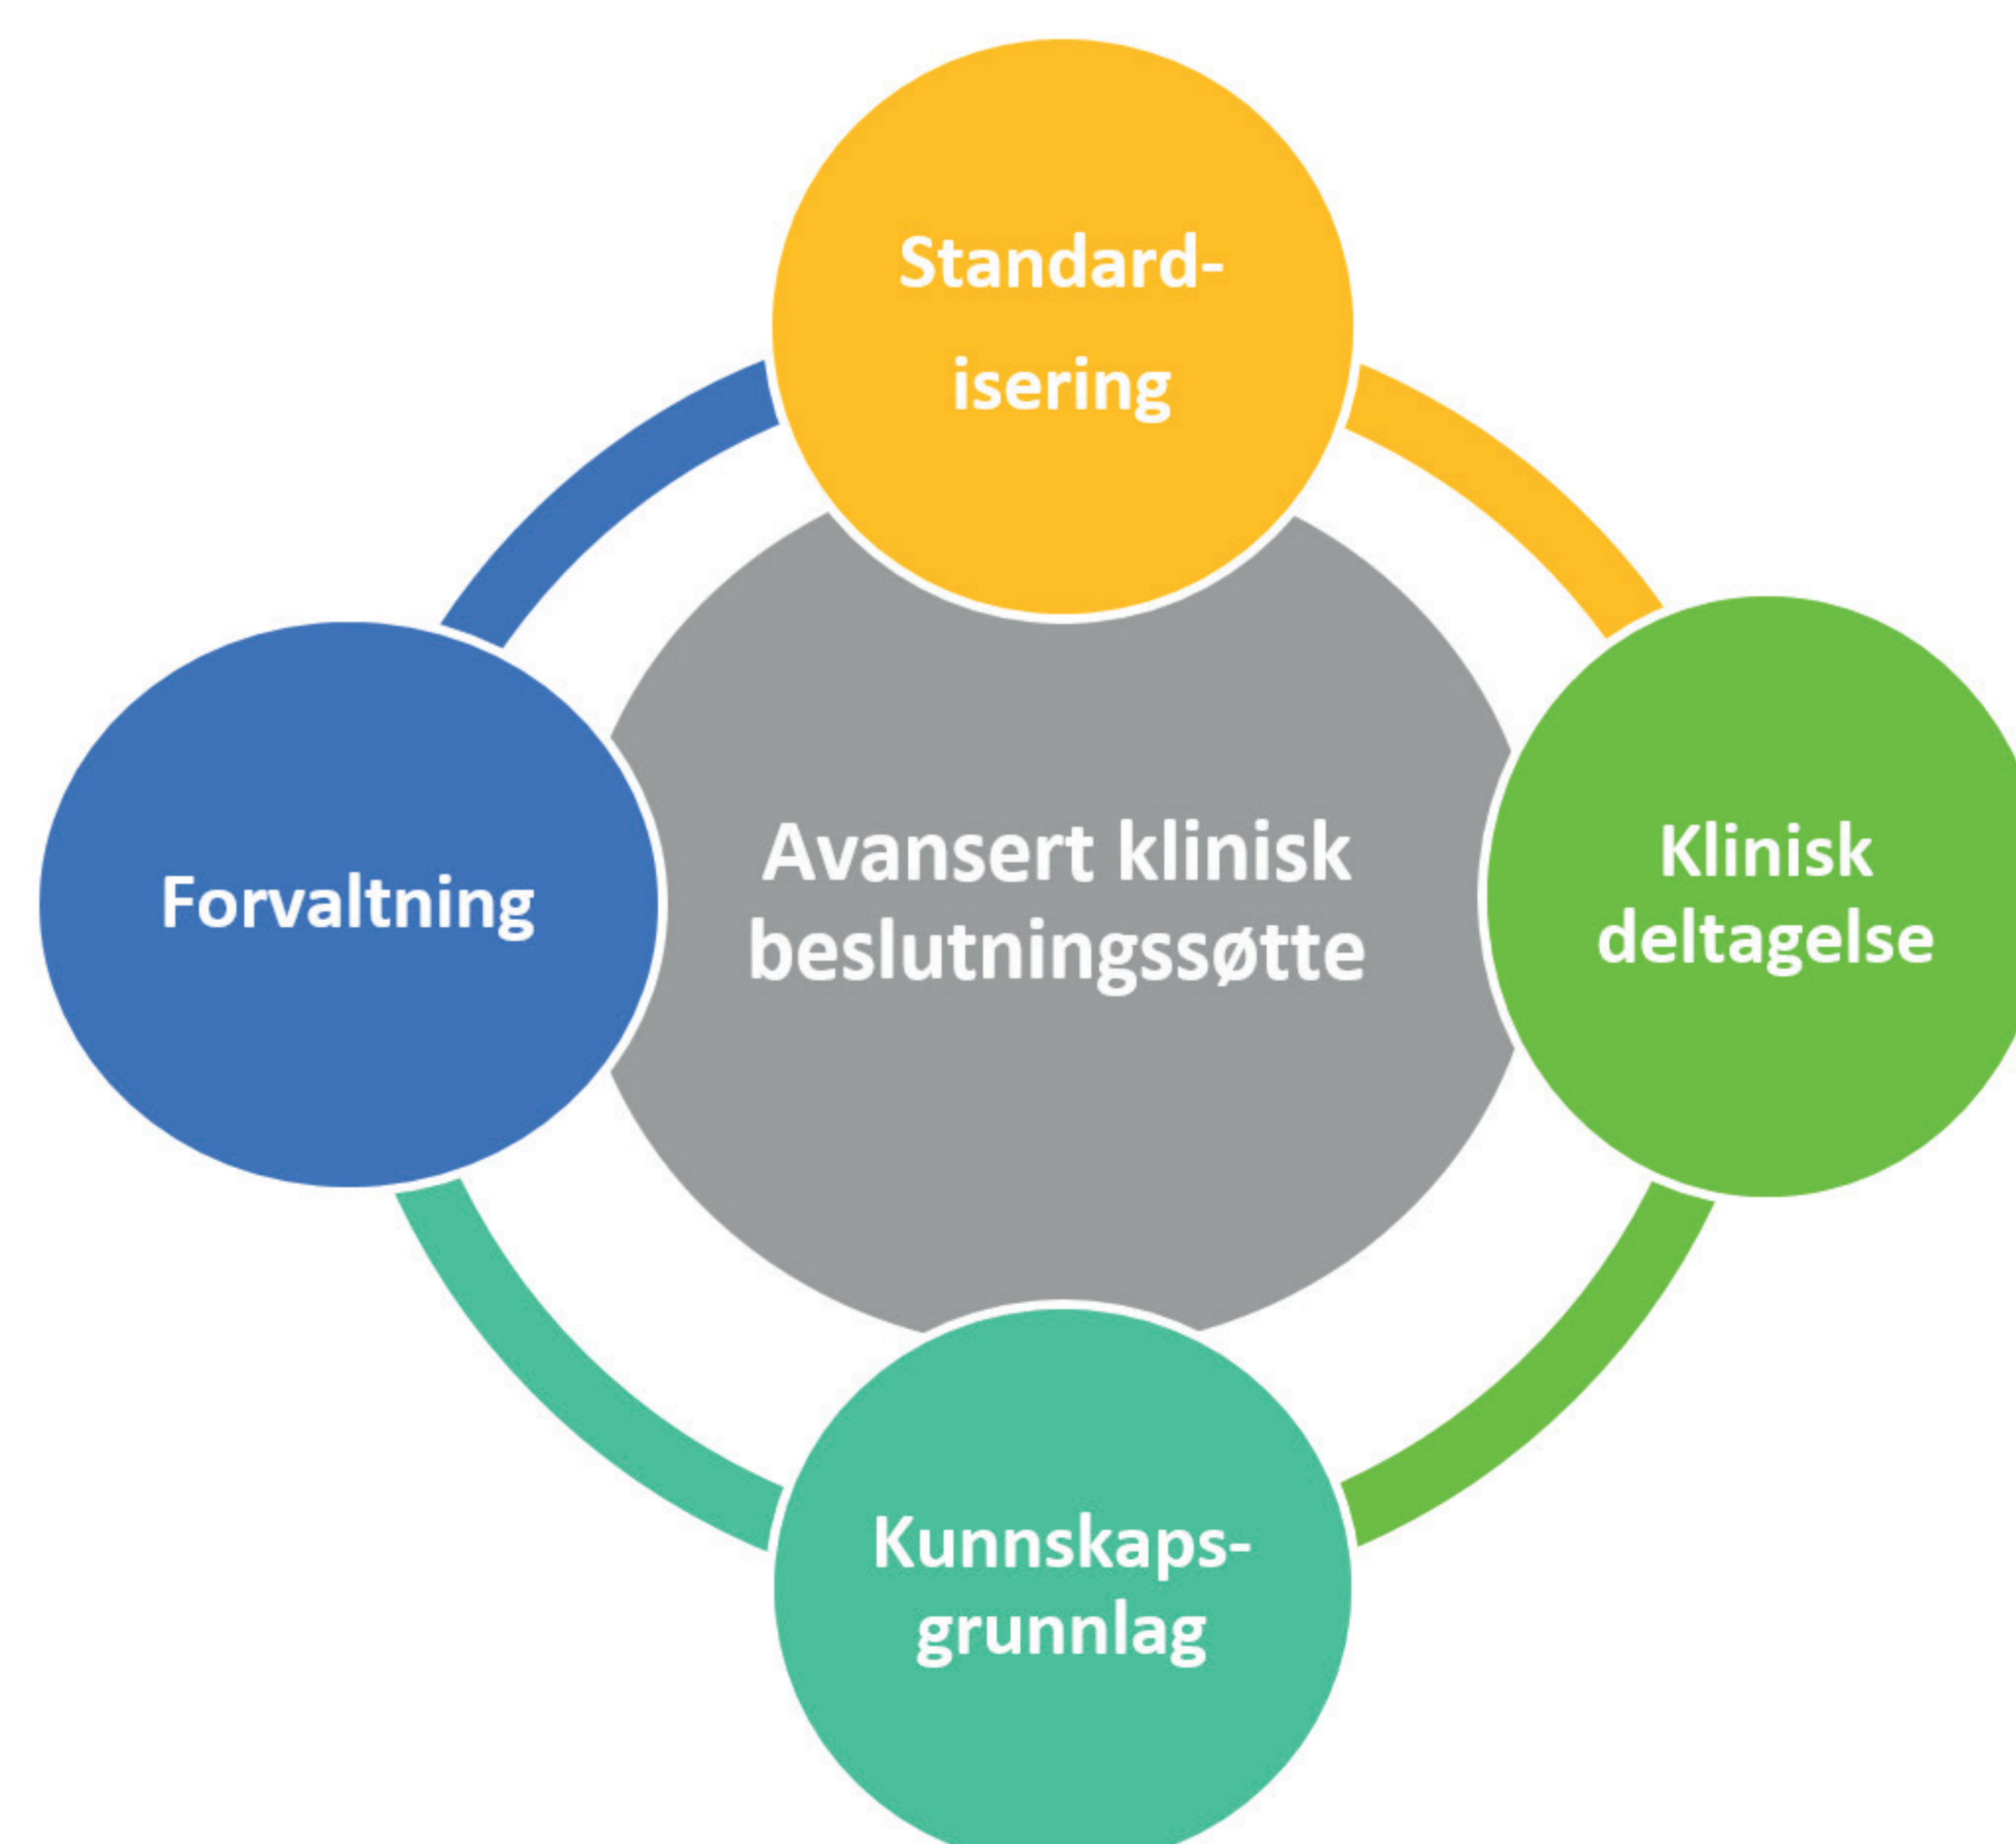 Standard-
isering
Avansert klinisk
beslutningssøtte
Klinisk
deltagelse
Forvaltning
Kunnskaps-
grunnlag